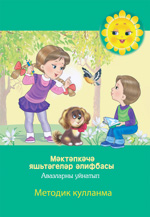 Мәктәпкәчә
яшьтәгеләр әлифбасы
Авазларны уйнатып
Методик кулланма